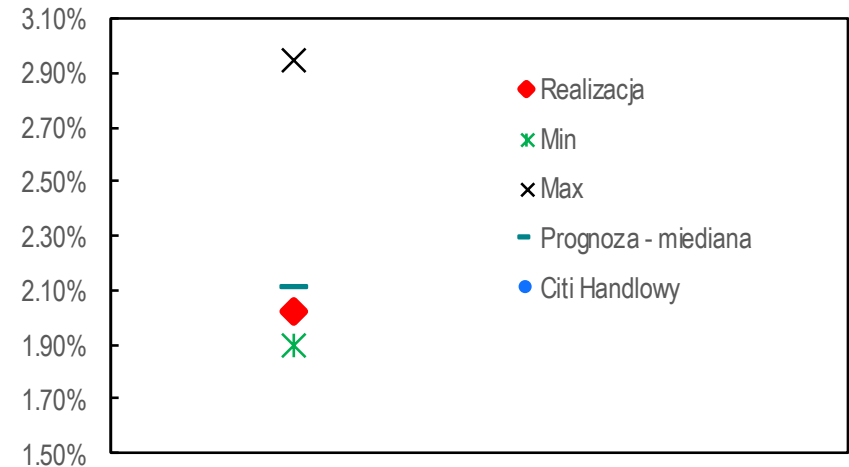 3.10%
2.90%
2.70%
2.50%
2.30%
2.10%
1.90%
1.70%
1.50%
Realizacja
Min
Max
Prognoza - miediana
Citi Handlowy